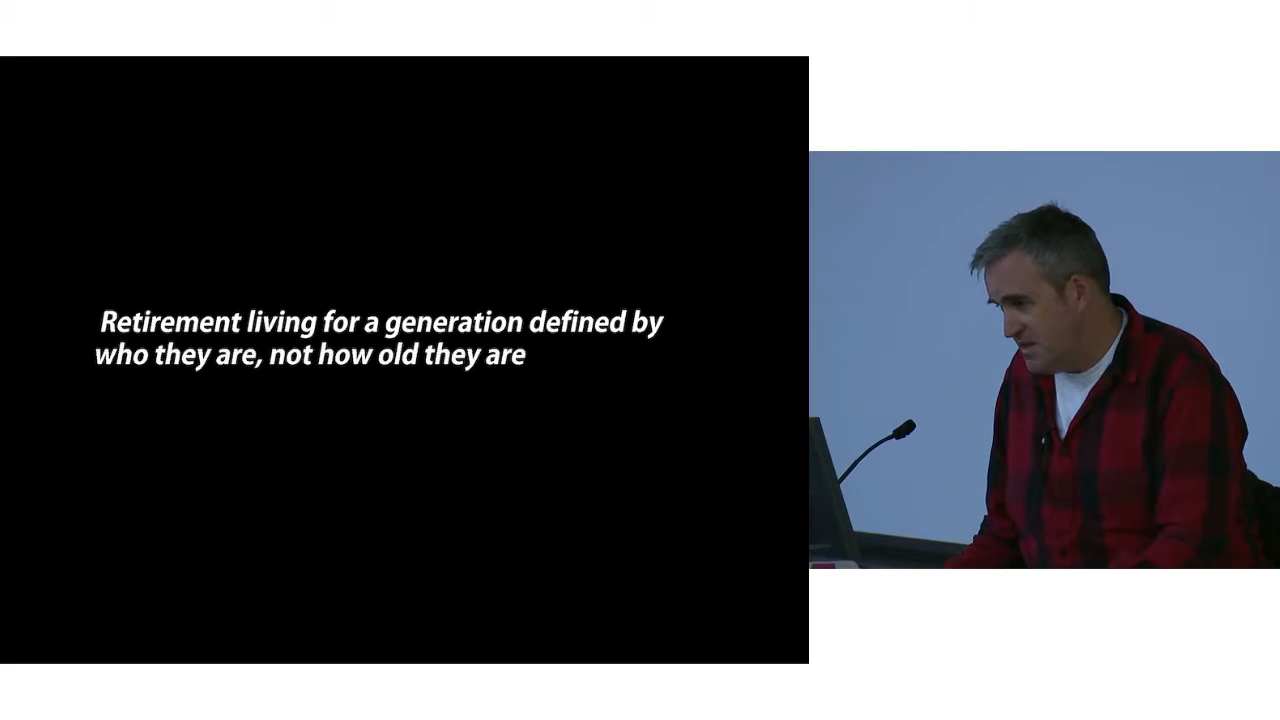 Retirement living for a generation defined by
who they are, not how old they are